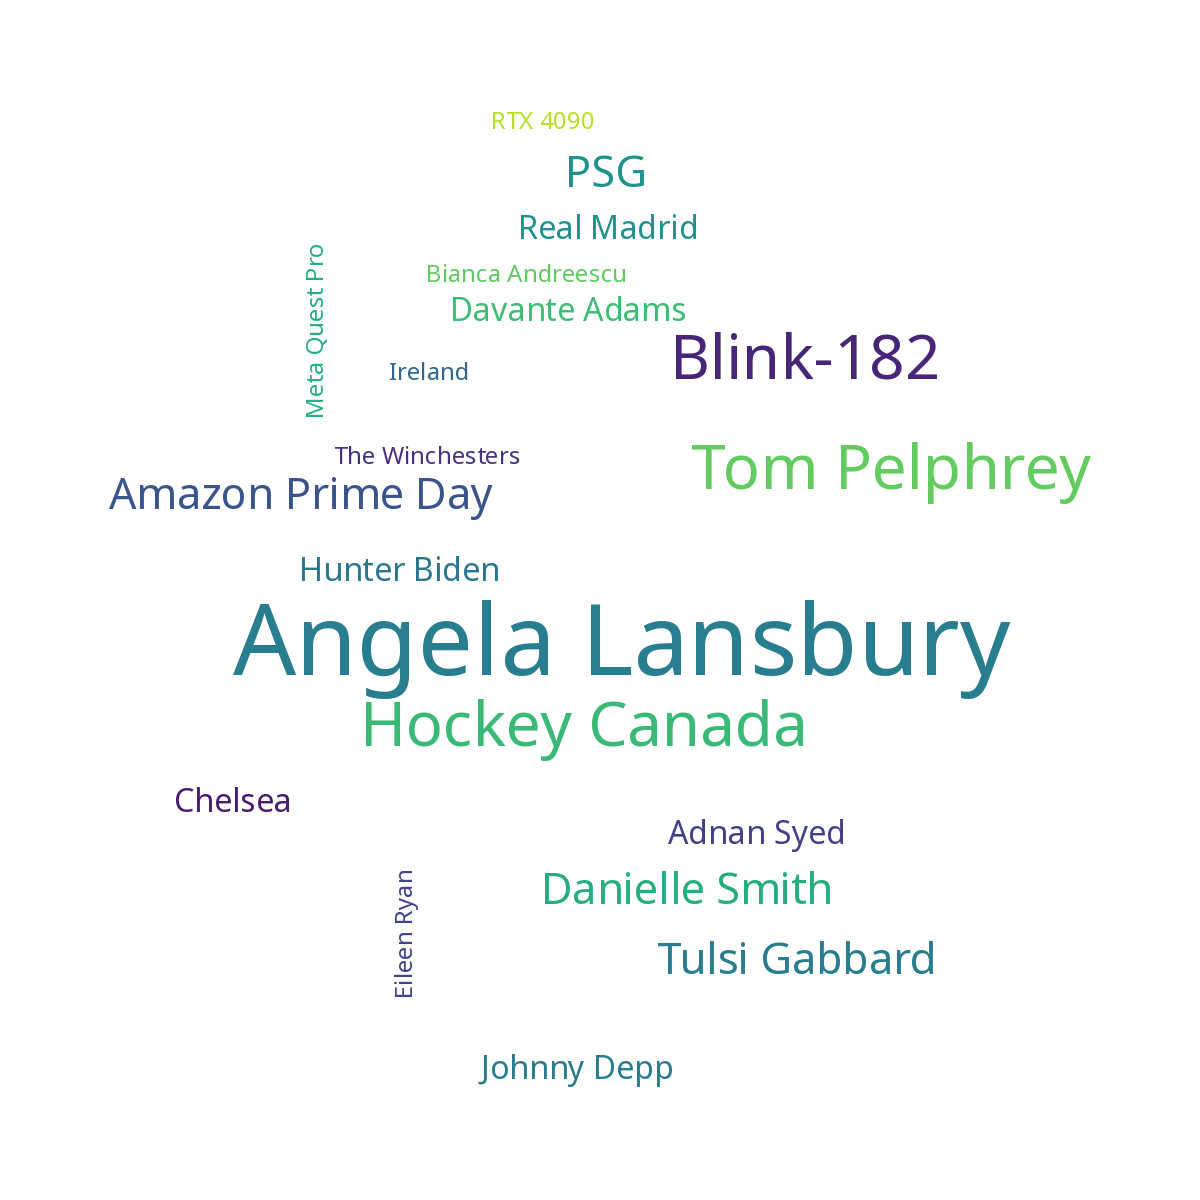 RTX 4090
PSG
Real Madrid
Meta Quest Pro
Bianca Andreescu
Davante Adams
Blink-182
Ireland
The Winchesters
Tom Pelphrey
Amazon Prime Day
Hunter Biden
Angela Lansbury
Hockey Canada
Chelsea
Adnan Syed
Danielle Smith
Eileen Ryan
Tulsi Gabbard
Johnny Depp